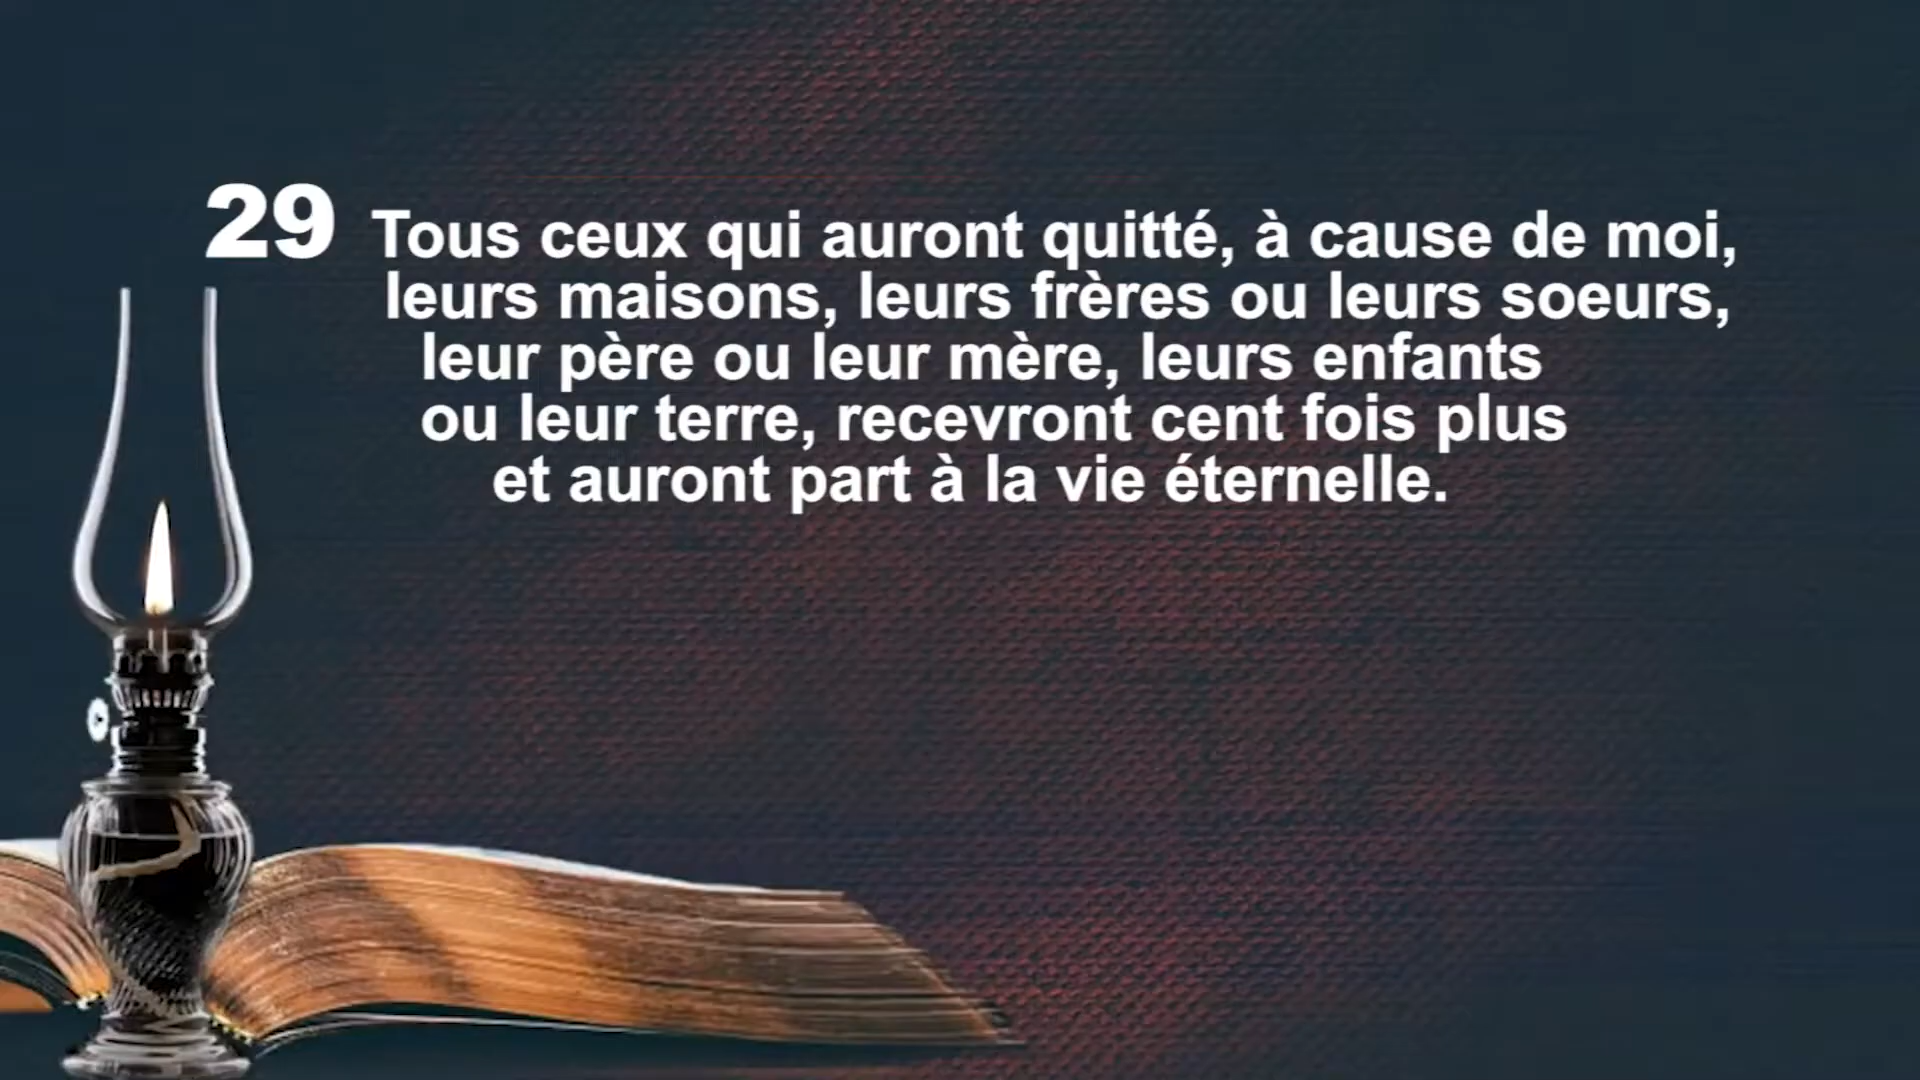 29 Tous ceux qui auront quitté, à cause de moi,
leurs maisons, leurs frères ou leurs soeurs,
leur père ou leur mère, leurs enfants
ou leur terre, recevront cent fois plus
et auront part à la vie éternelle.